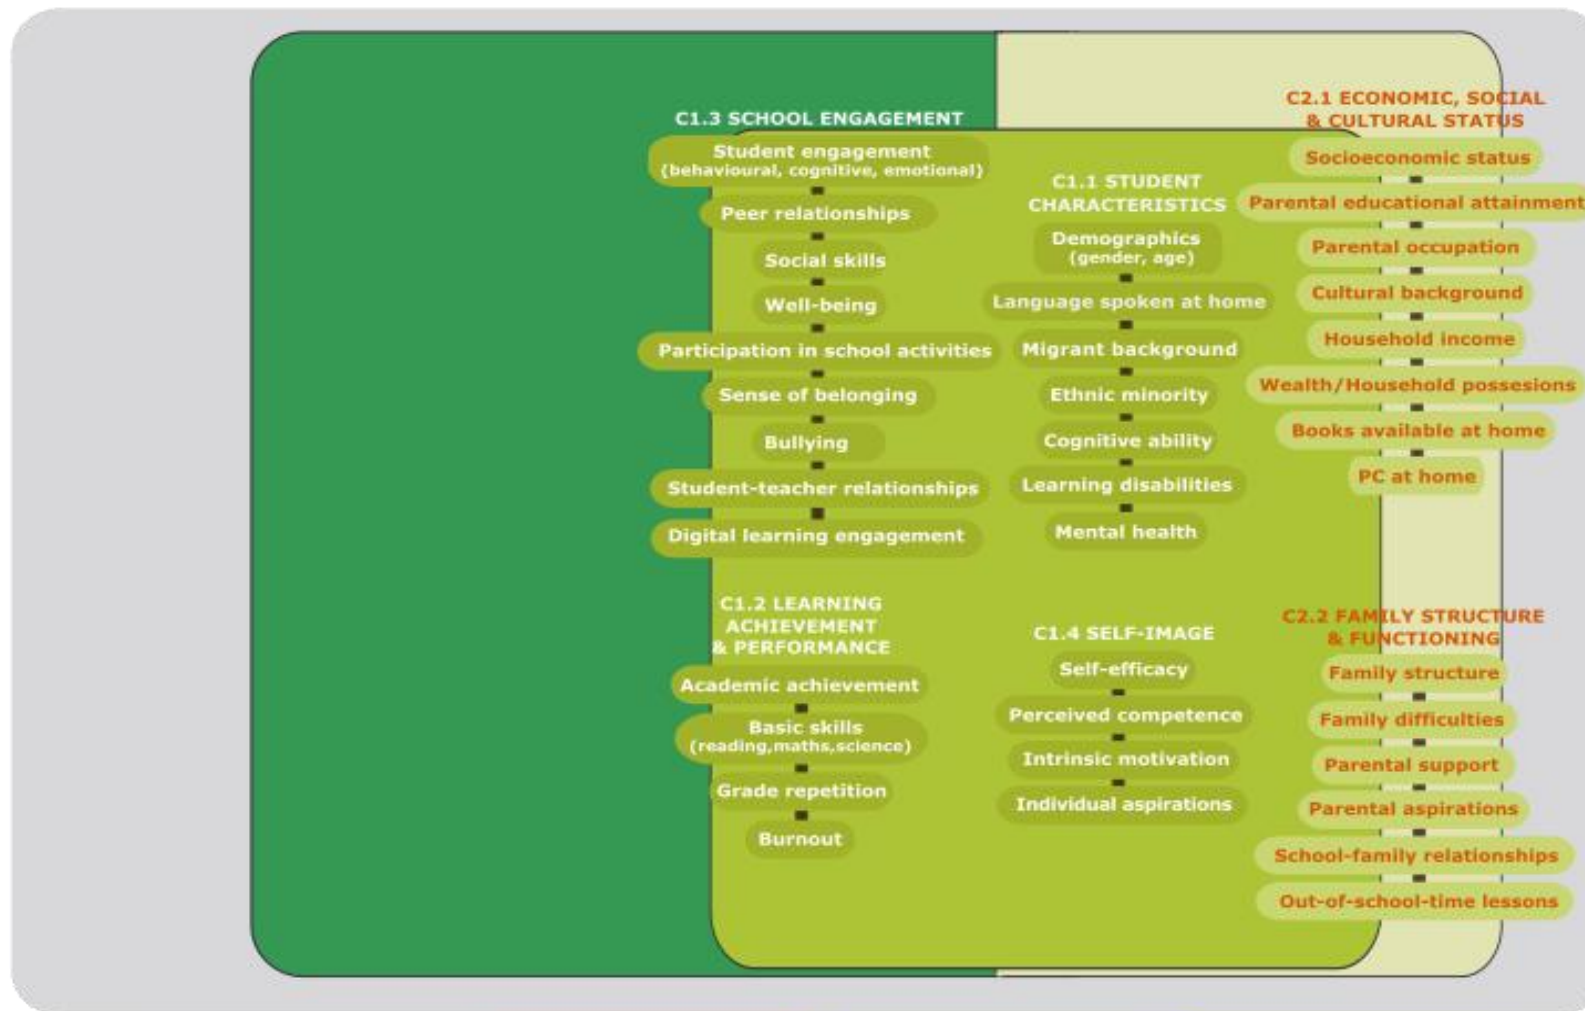 C1.3 SCHOOL ENGAGEMENT
Student engagement
(behavioural, cognitive, emotional)
Peer relationships
Social skills
Well-being
Participation in school activities
Sense of belonging
Bullying
Student-teacher relationships
Digital learning engagement
C1.1 STUDENT
CHARACTERISTICS
Demographics
(gender, age)
Language spoken at home
Migrant background
Ethnic minority
Cognitive ability
Learning disabilities
Mental health
C2.1 ECONOMIC, SOCIAL
& CULTURAL STATUS
Socioeconomic status
Parental educational attainment
Parental occupation
Cultural background
Household income
Wealth/Household possesions
Books available at home
PC at home
C1.2 LEARNING
ACHIEVEMENT
& PERFORMANCE
Academic achievement
Basic skills
(reading,maths,science)
Grade repetition
Burnout
C1.4 SELF-IMAGE
Self-efficacy
Perceived competence
Intrinsic motivation
Individual aspirations
C2.2 FAMILY STRUCTURE
& FUNCTIONING
Family structure
Family difficulties
Parental support
Parental aspirations
School-family relationships
Out-of-school-time lessons